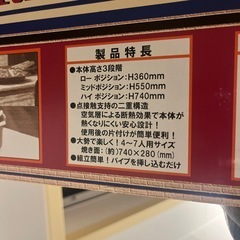 製品特長
●本体高さ3段階
ロー ポジション:H360mm
ミッドポジション:H550mm
ハイ ポジション:H740mm
●点接触支持の二重構造
空気層による断熱効果で本体が
熱くなりにくい安心設計!
使用後の片付けが簡単便利!
●大勢で楽しく!4〜7人用サイズ
焼き面:(約)740×280(mm)
●組立簡単!パイプを挿し込むだけ